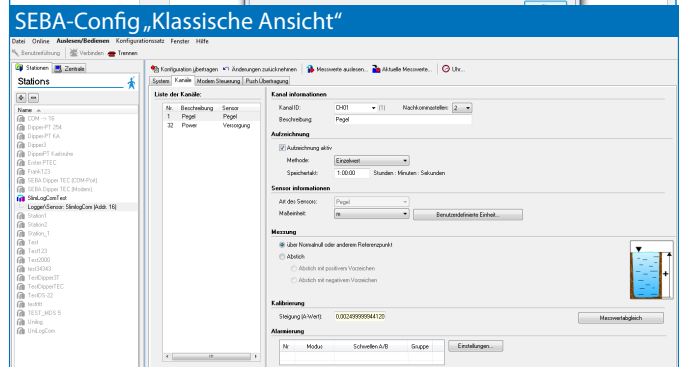 SEBA-Config „Klassische Ansicht“
Datei Online Auslesen/Bedienen Konfigurationssatz Fenster Hilfe
Benutzerführung Verbinden Trennen
Stationen Zentrale
Stations
Name
COM -> 16
Dipper-PT 254
Dipper-PT KA
Dipper3
DipperPT Karlsruhe
Erster PTEC
Frank123
SEBA Dipper TEC (COM-Port)
SEBA Dipper TEC (Modem)
SlimLogComTest
Logger\Sensor: SlimlogCom (Addr. 16)
Station1
Station2
Station_1
Test
Test123
Test2000
test34343
TestDipper3T
TestDipperTEC
TestDS-22
testttt
TEST_MDS 5
Unilog
UniLogCom
Konfiguration übertragen Änderungen zurücknehmen Messwerte auslesen... Aktuelle Messwerte... Uhr...
System Kanäle Modem Steuerung Push Übertragung
Liste der Kanäle:
Nr. Beschreibung Sensor
1 Pegel Pegel
32 Power Versorgung
Kanal informationen
Kanal ID: CH01 (1) Nachkommastellen: 2
Beschreibung: Pegel
Aufzeichnung
Aufzeichnung aktiv
Methode: Einzelwert
Speichertakt: 1:00:00 Stunden : Minuten : Sekunden
Sensor informationen
Art des Sensors: Pegel
Maßeinheit: m Benutzerdefinierte Einheit...
Messung
über Normalnull oder anderem Referenzpunkt
Abstich
Abstich mit positivem Vorzeichen
Abstich mit negativem Vorzeichen
Kalibrierung
Steigung (A-Wert): 0,002499999944120 Messwertabgleich
Alarmierung
Nr Modus Schwellen A/B Gruppe Einstellungen...